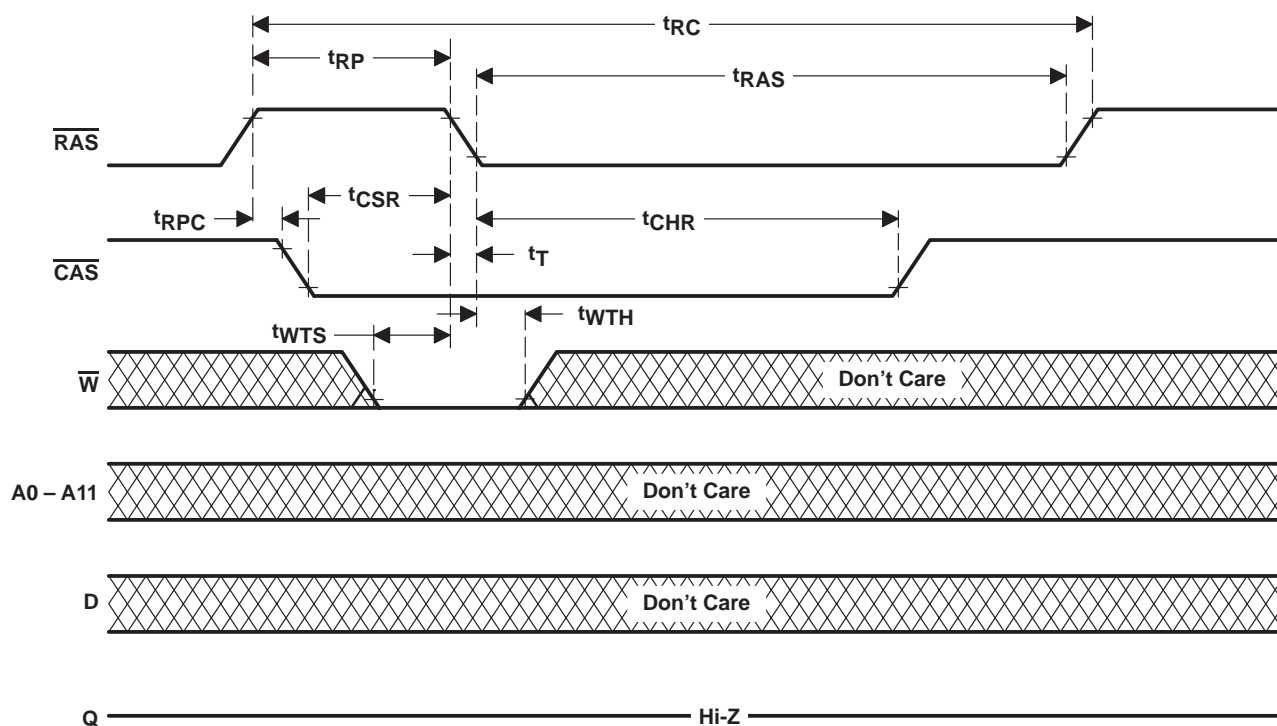 tRC
tRP
tRAS
RAS
tCSR
tRPC
tCHR
tT
CAS
tWTH
tWTS
W
Don't Care
A0 – A11
Don't Care
D
Don't Care
Q
Hi-Z